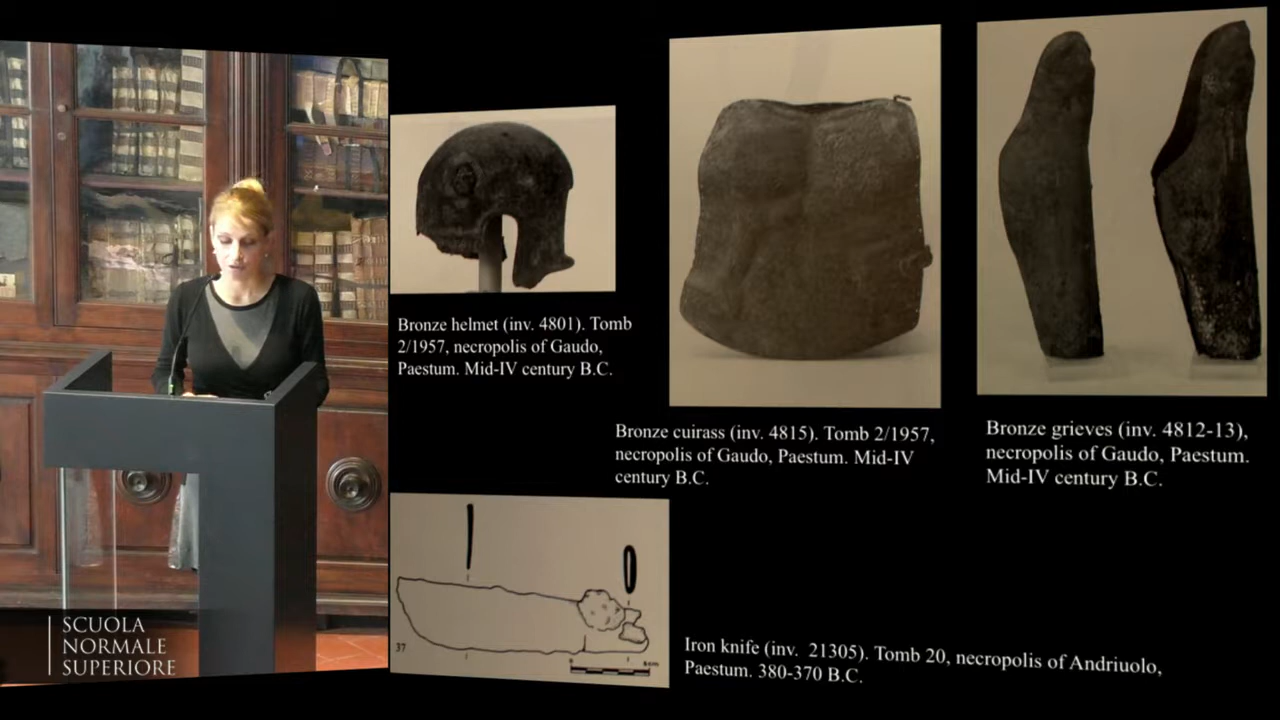 Bronze helmet (inv. 4801). Tomb
2/1957, necropolis of Gaudo,
Paestum. Mid-IV century B.C.
Bronze cuirass (inv. 4815). Tomb 2/1957,
necropolis of Gaudo, Paestum. Mid-IV
century B.C.
Bronze grieves (inv. 4812-13),
necropolis of Gaudo, Paestum.
Mid-IV century B.C.
37
Iron knife (inv. 21305). Tomb 20, necropolis of Andriuolo,
Paestum. 380-370 B.C.
SCUOLA
NORMALE
SUPERIORE